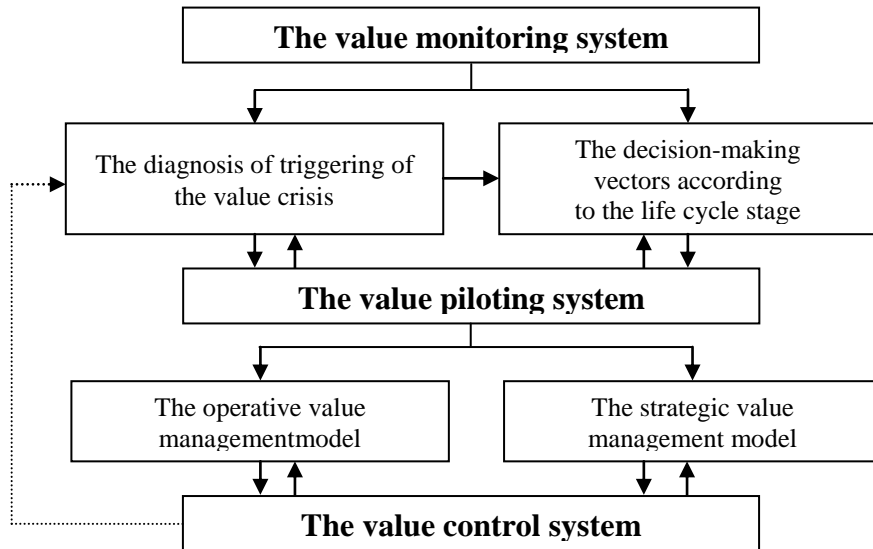 The value monitoring system
The diagnosis of triggering of
the value crisis
The decision-making
vectors according
to the life cycle stage
The value piloting system
The operative value
managementmodel
The strategic value
management model
The value control system